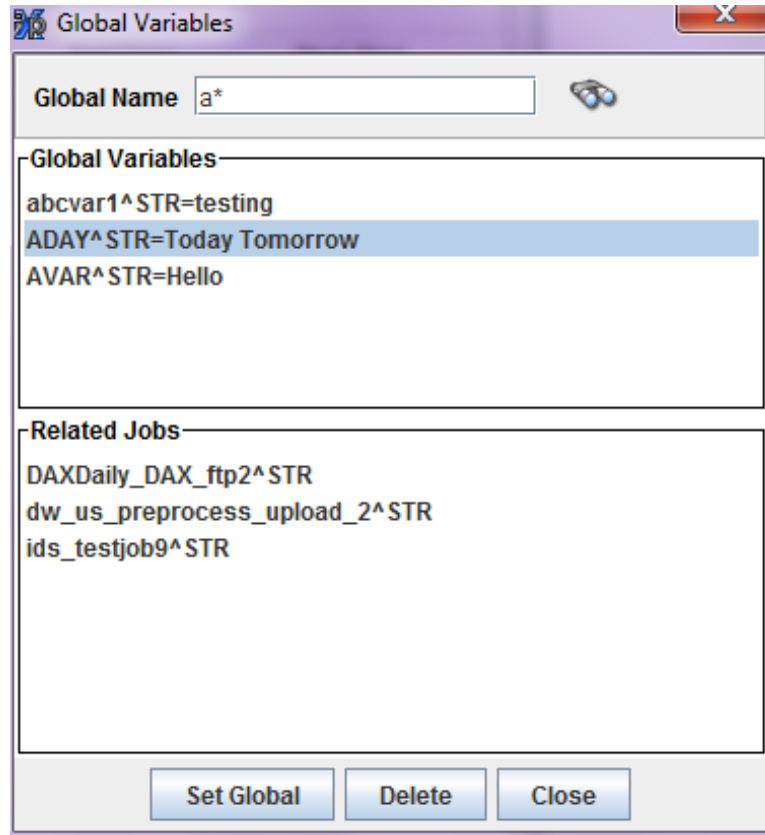 Global Variables
Global Name a*
Global Variables
abcvar1^STR=testing
ADAY^STR=Today Tomorrow
AVAR^STR=Hello
Related Jobs
DAXDaily_DAX_ftp2^STR
dw_us_preprocess_upload_2^STR
ids_testjob9^STR
Set Global Delete Close